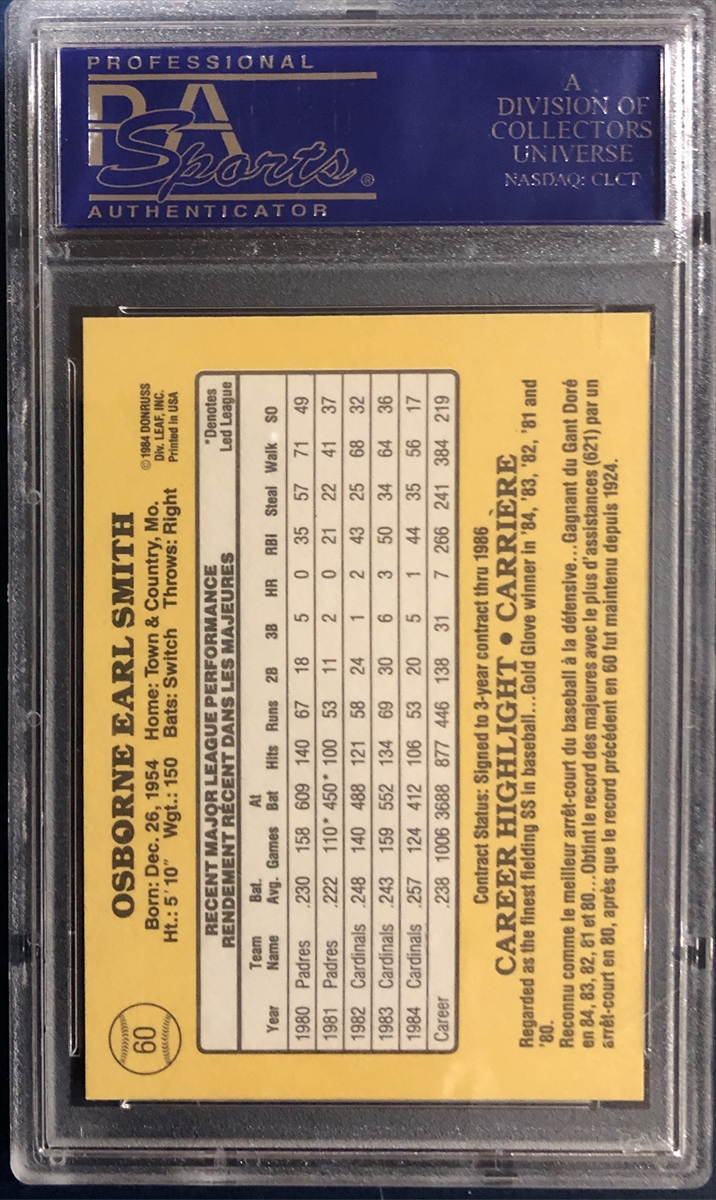 PROFESSIONAL
PSA
Sports®
AUTHENTICATOR
A
DIVISION OF
COLLECTORS
UNIVERSE
NASDAQ: CLCT
60
OSBORNE EARL SMITH
Born: Dec. 26, 1954 Home: Town & Country, Mo.
Ht.: 5'10" Wgt.: 150 Bats: Switch Throws: Right
© 1984 DONRUSS
Div. LEAF, INC.
Printed in USA
RECENT MAJOR LEAGUE PERFORMANCE
RENDEMENT RÉCENT DANS LES MAJEURES
*Denotes
Led League
Year Team Name Bat. Avg. Games At Bat Hits Runs 2B 3B HR RBI Steal Walk SO
1980 Padres .230 158 609 140 67 18 5 0 35 57 71 49
1981 Padres .222 110* 450* 100 53 11 2 0 21 22 41 37
1982 Cardinals .248 140 488 121 58 24 1 2 43 25 68 32
1983 Cardinals .243 159 552 134 69 30 6 3 50 34 64 36
1984 Cardinals .257 124 412 106 53 20 5 1 44 35 56 17
Career .238 1006 3688 877 446 138 31 7 266 241 384 219
Contract Status: Signed to 3-year contract thru 1986
CAREER HIGHLIGHT • CARRIÈRE
Regarded as the finest fielding SS in baseball...Gold Glove winner in '84, '83, '82, '81 and
'80.
Reconnu comme le meilleur arrêt-court du baseball à la défensive...Gagnant du Gant Doré
en 84, 83, 82, 81 et 80...Obtint le record des majeures avec le plus d'assistances (621) par un
arrêt-court en 80, après que le record précédent en 60 fut maintenu depuis 1924.